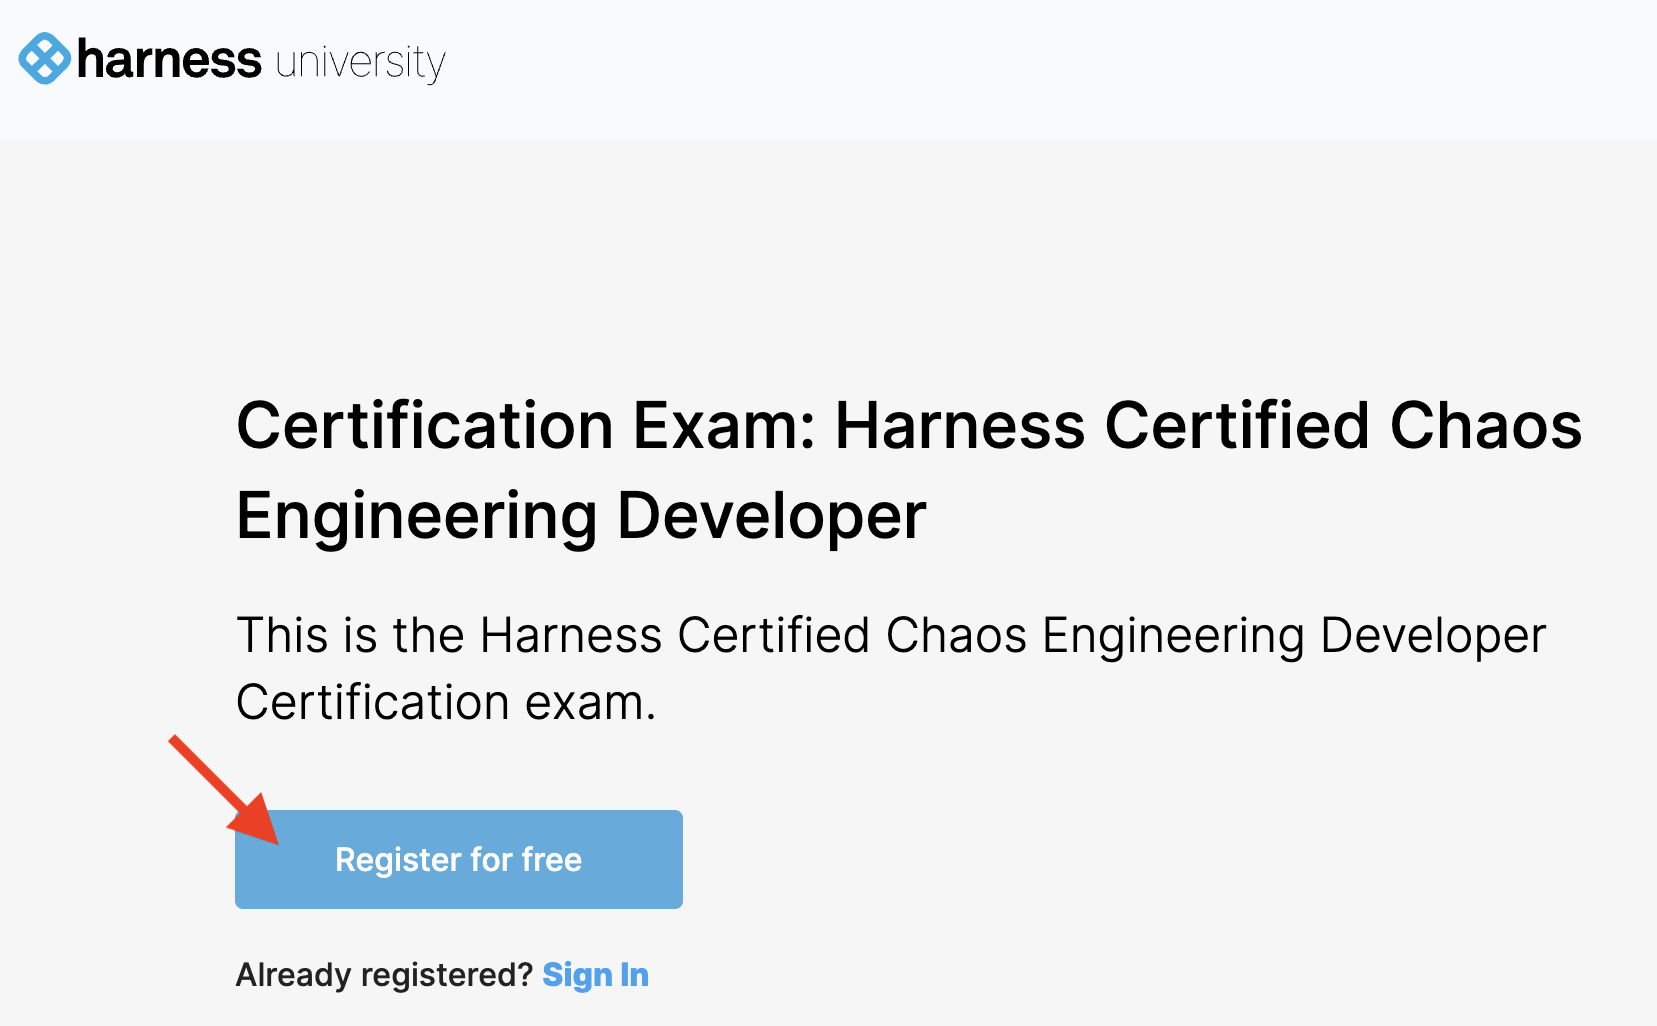 harness university
Certification Exam: Harness Certified Chaos
Engineering Developer
This is the Harness Certified Chaos Engineering Developer
Certification exam.
Register for free
Already registered? Sign In